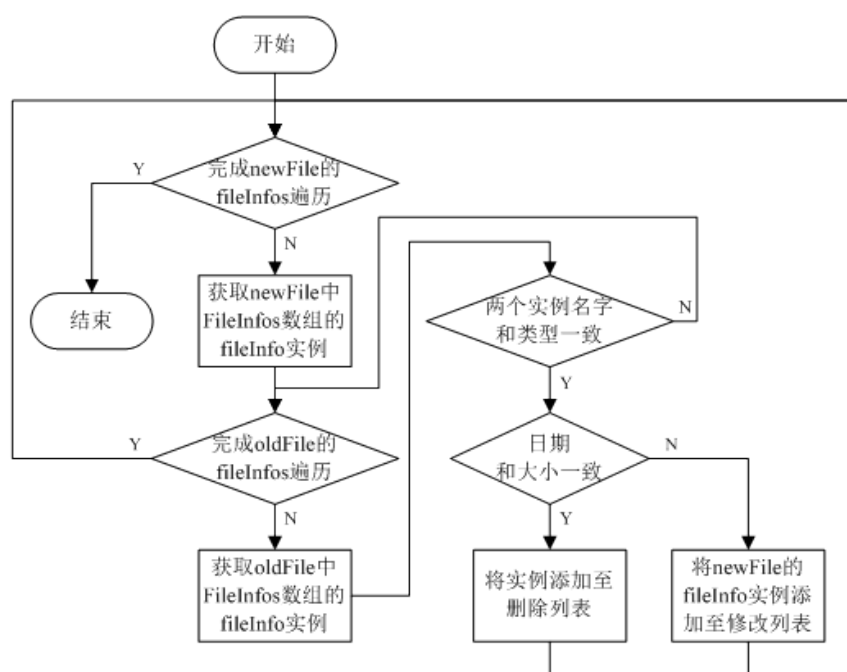 开始
Y
完成newFile的
fileInfos遍历
N
获取newFile中
FileInfos数组的
fileInfo实例
结束
两个实例名字
和类型一致
N
Y
Y
完成oldFile的
fileInfos遍历
N
日期
和大小一致
N
Y
获取oldFile中
FileInfos数组的
fileInfo实例
将实例添加至
删除列表
将newFile的
fileInfo实例添
加至修改列表